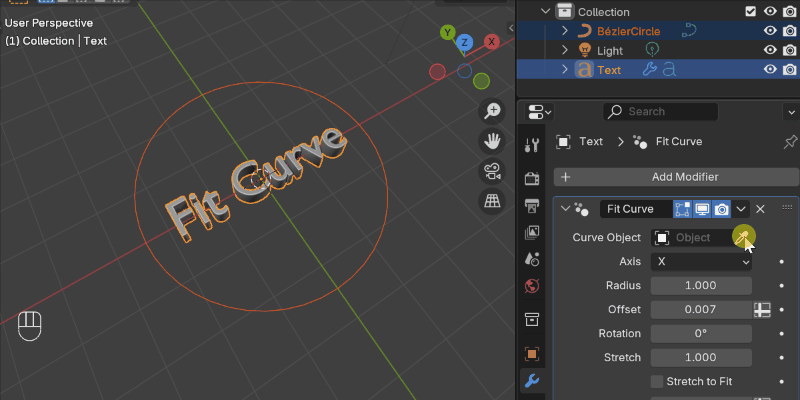 User Perspective
(1) Collection | Text
Y
Z
X
Fit Curve
Collection
BézierCircle
Light
Text
Search
Text
Fit Curve
Add Modifier
Fit Curve
Curve Object
Object
Axis
X
Radius
1.000
Offset
0.007
Rotation
0°
Stretch
1.000
Stretch to Fit